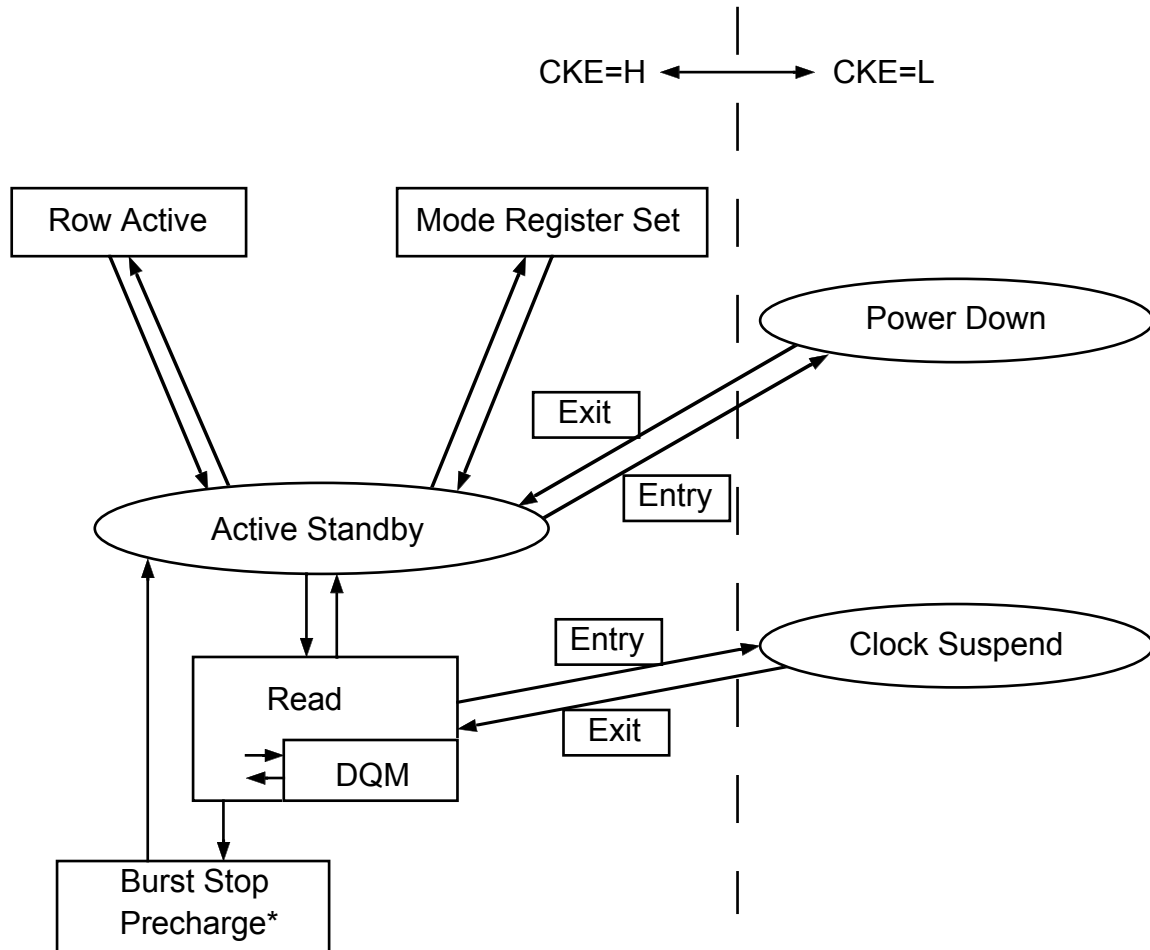 CKE=H
CKE=L
Row Active
Mode Register Set
Power Down
Exit
Entry
Active Standby
Entry
Clock Suspend
Read
Exit
DQM
Burst Stop
Precharge*